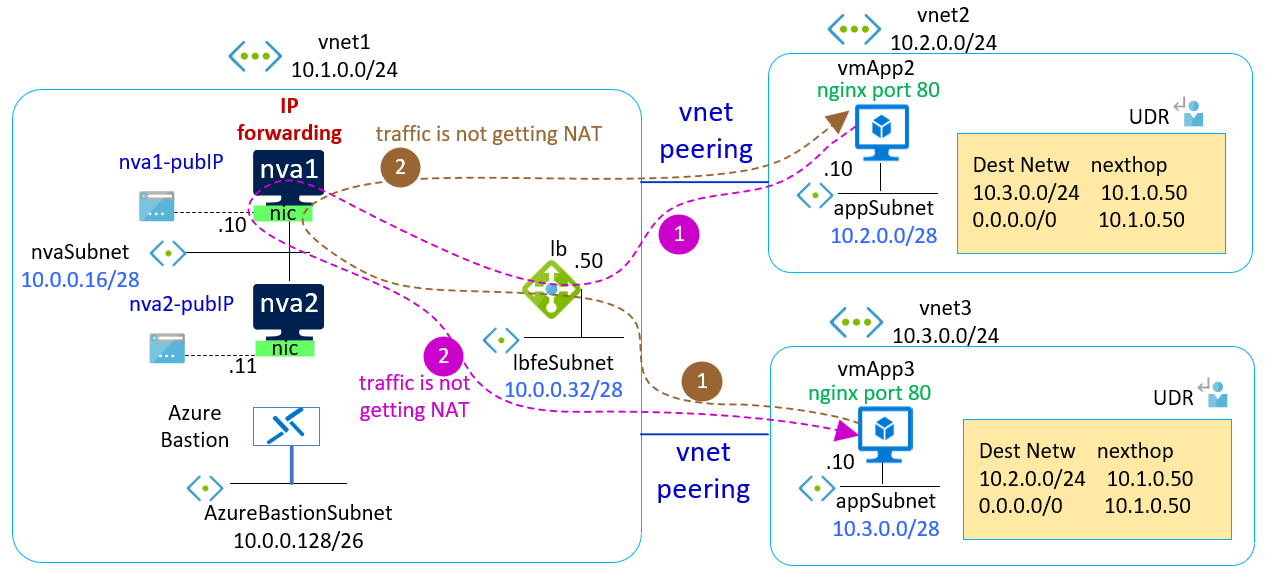 vnet1
10.1.0.0/24
IP
forwarding
nva1-pubIP
nva1
nic
.10
nvaSubnet
10.0.0.16/28
nva2-pubIP
nva2
nic
.11
Azure
Bastion
AzureBastionSubnet
10.0.0.128/26
traffic is not getting NAT
2
2
traffic is not
getting NAT
lb
.50
lbfeSubnet
10.0.0.32/28
vnet
peering
1
1
vnet
peering
vnet2
10.2.0.0/24
vmApp2
nginx port 80
.10
appSubnet
10.2.0.0/28
UDR
Dest Netw nexthop
10.3.0.0/24 10.1.0.50
0.0.0.0/0 10.1.0.50
vnet3
10.3.0.0/24
vmApp3
nginx port 80
.10
appSubnet
10.3.0.0/28
UDR
Dest Netw nexthop
10.2.0.0/24 10.1.0.50
0.0.0.0/0 10.1.0.50